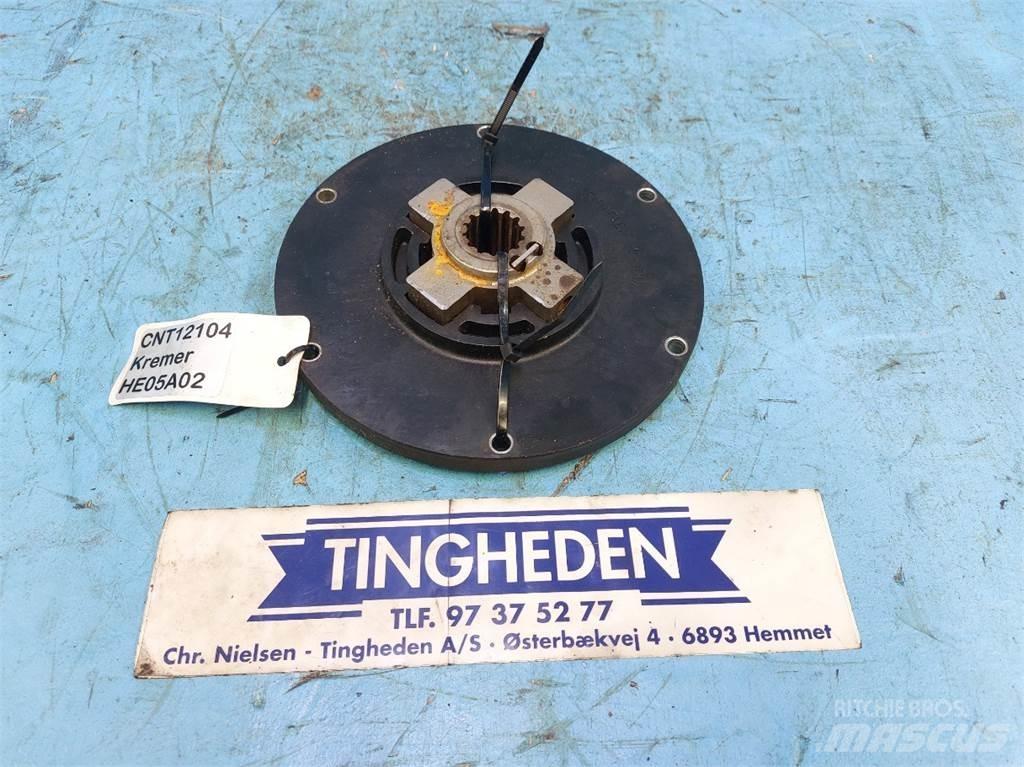 CNT12104
Kremer
HE05A02
TINGHEDEN
TLF. 97 37 52 77
Chr. Nielsen - Tingheden A/S · Østerbækvej 4 · 6893 Hemmet
RITCHIE BROS.
MASCUS